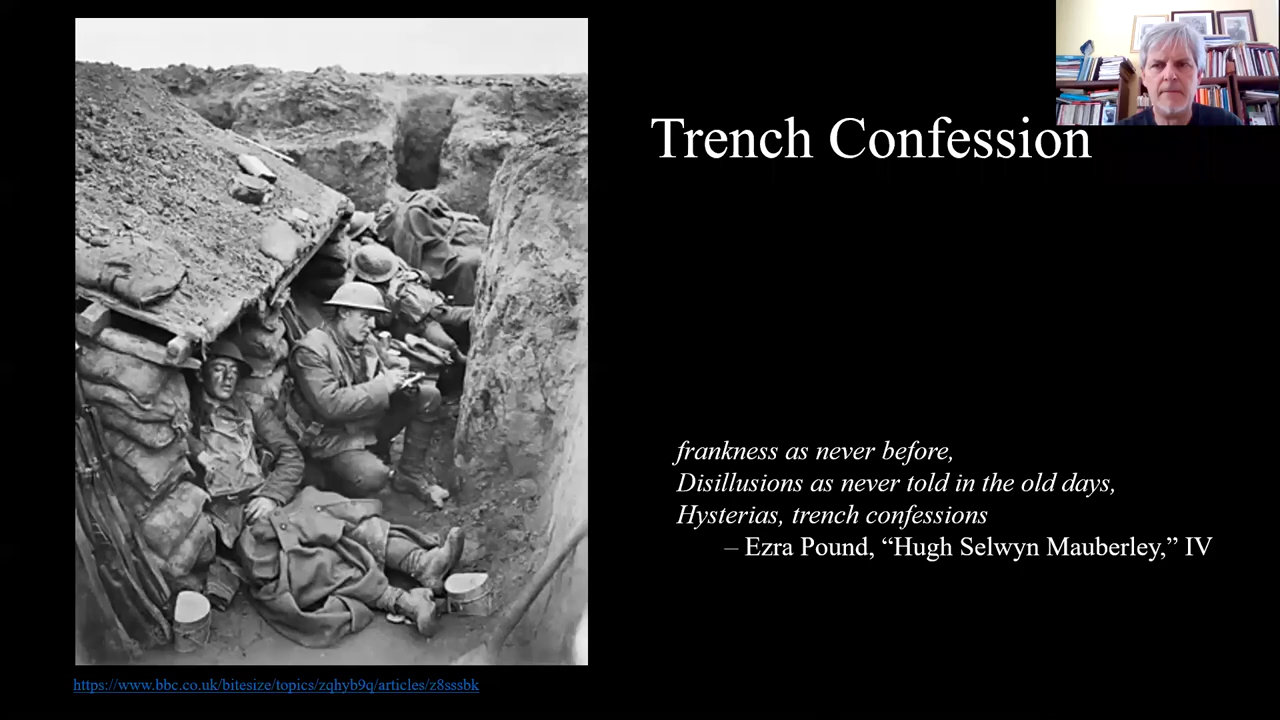 Trench Confession
frankness as never before,
Disillusions as never told in the old days,
Hysterias, trench confessions
– Ezra Pound, “Hugh Selwyn Mauberley,” IV
https://www.bbc.co.uk/bitesize/topics/zqhyb9q/articles/z8sssbk